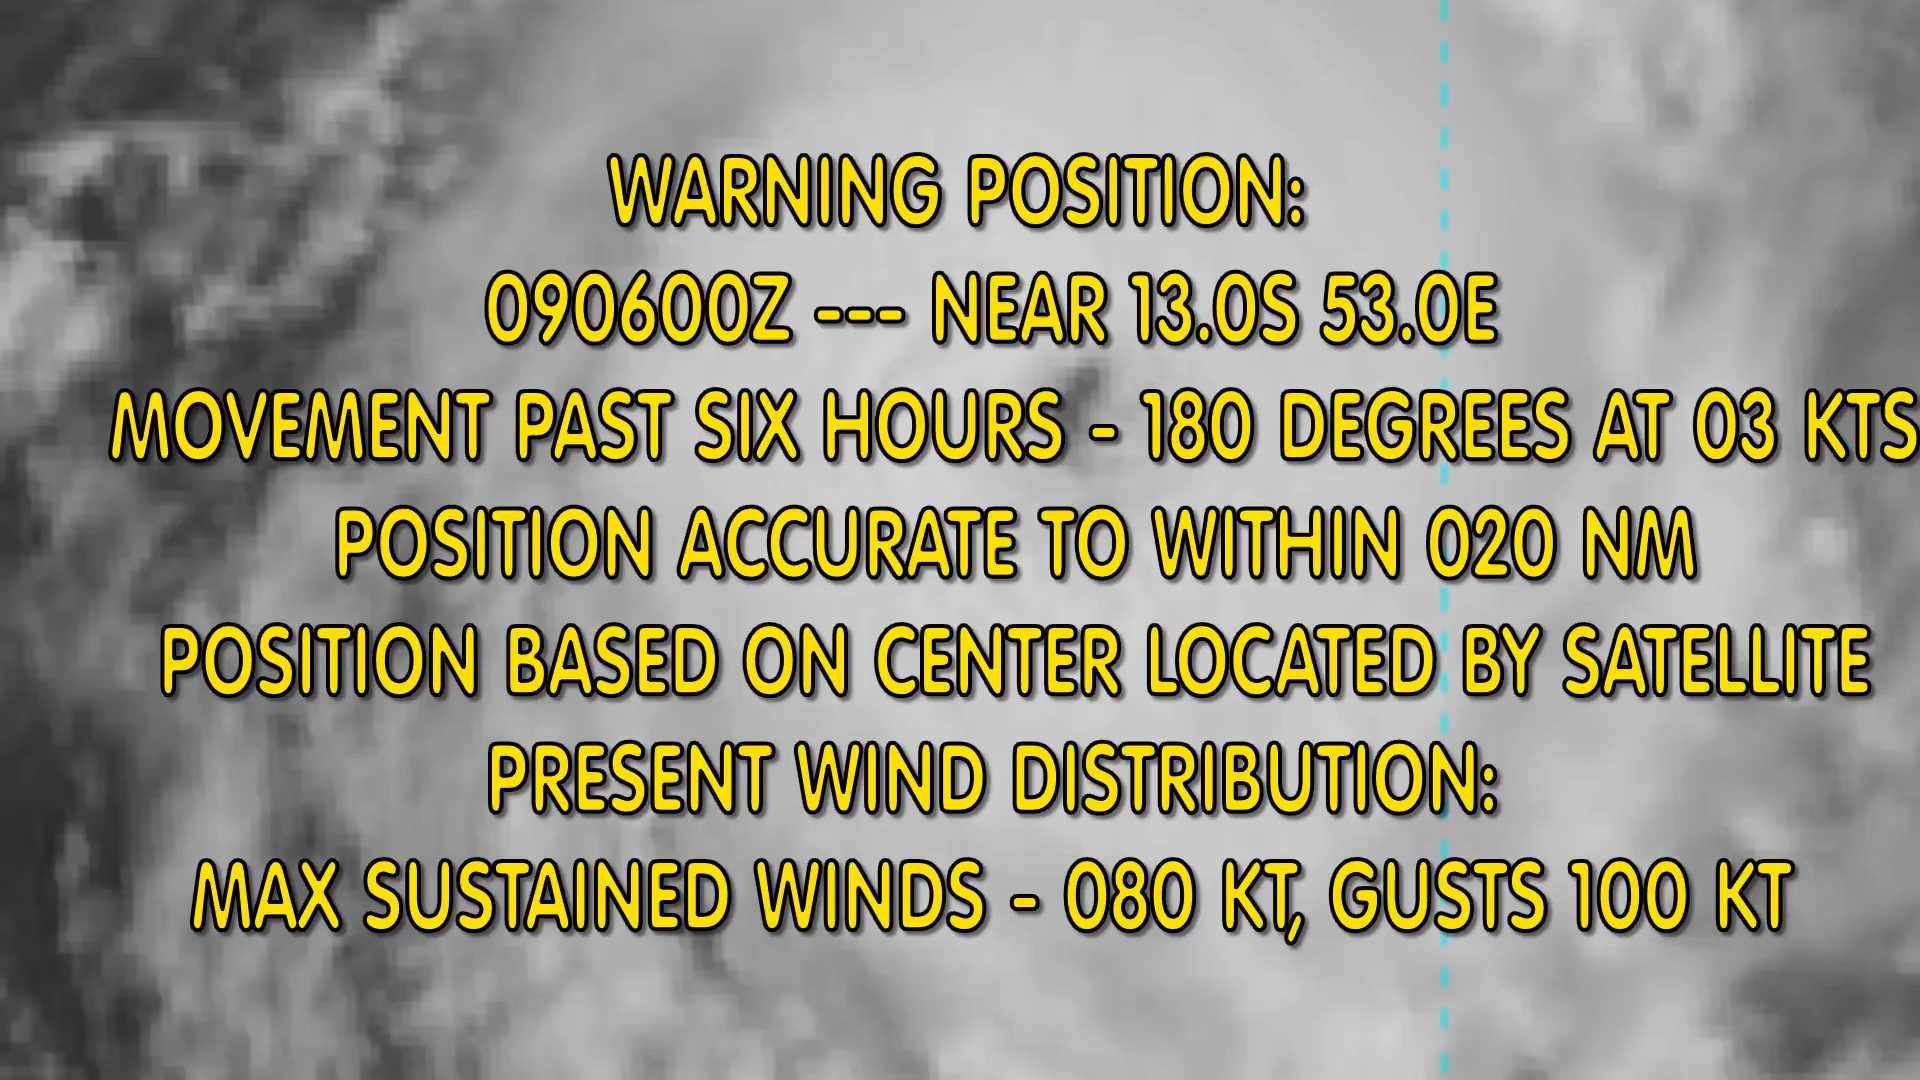 WARNING POSITION:
090600Z --- NEAR 13.0S 53.0E
MOVEMENT PAST SIX HOURS - 180 DEGREES AT 03 KTS
POSITION ACCURATE TO WITHIN 020 NM
POSITION BASED ON CENTER LOCATED BY SATELLITE
PRESENT WIND DISTRIBUTION:
MAX SUSTAINED WINDS - 080 KT, GUSTS 100 KT